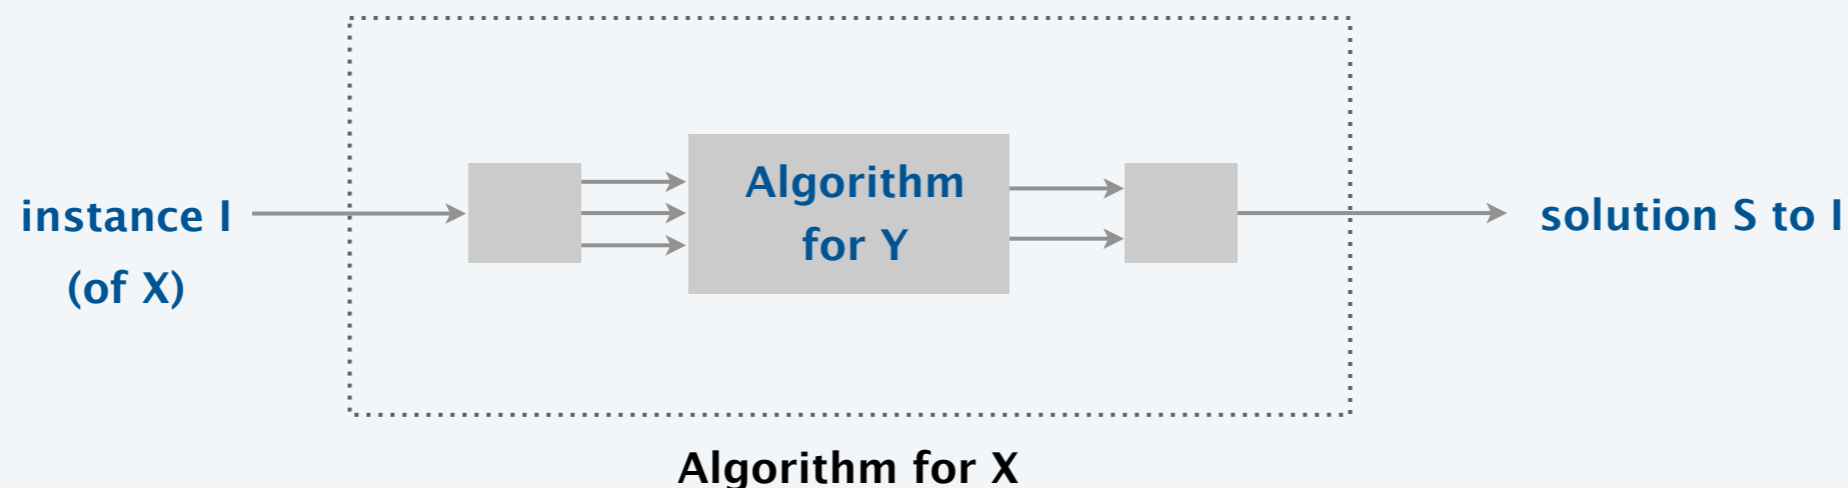 instance I
(of X)
Algorithm
for Y
solution S to I
Algorithm for X